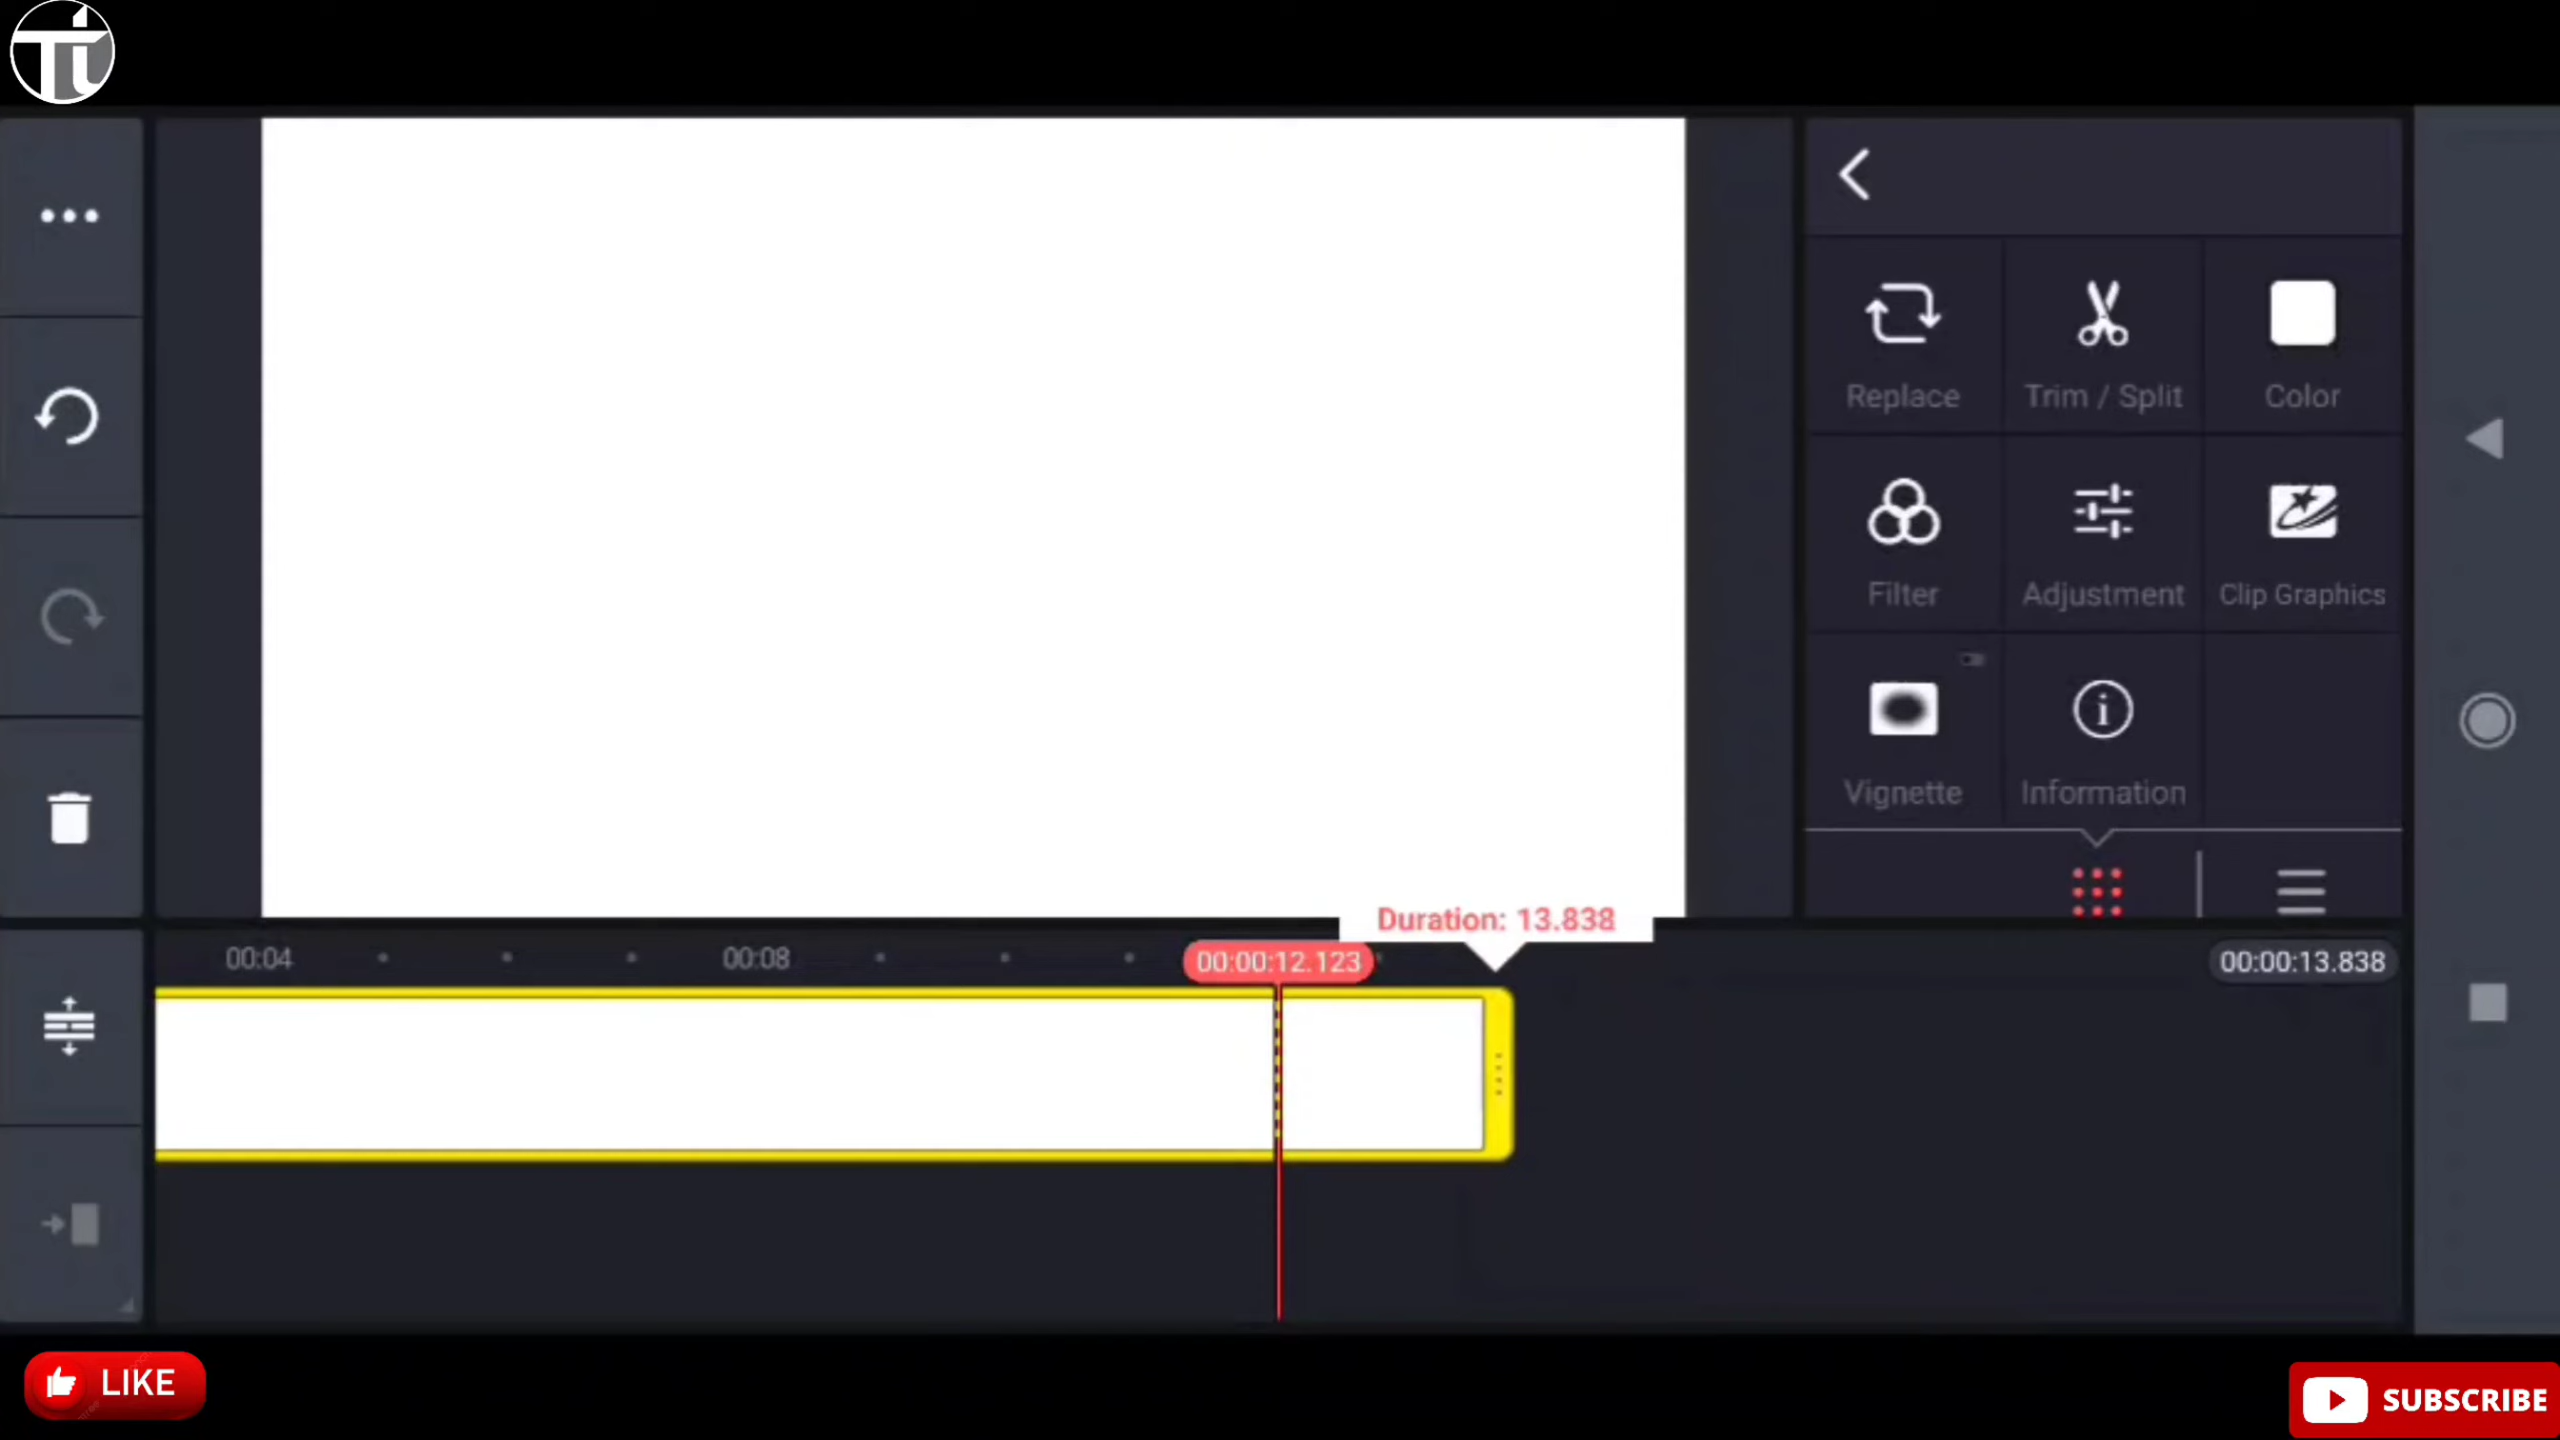 Ti
Replace
Trim / Split
Color
Filter
Adjustment
Clip Graphics
Vignette
Information
Duration: 13.838
00:04
00:08
00:00:12.123
00:00:13.838
LIKE
SUBSCRIBE